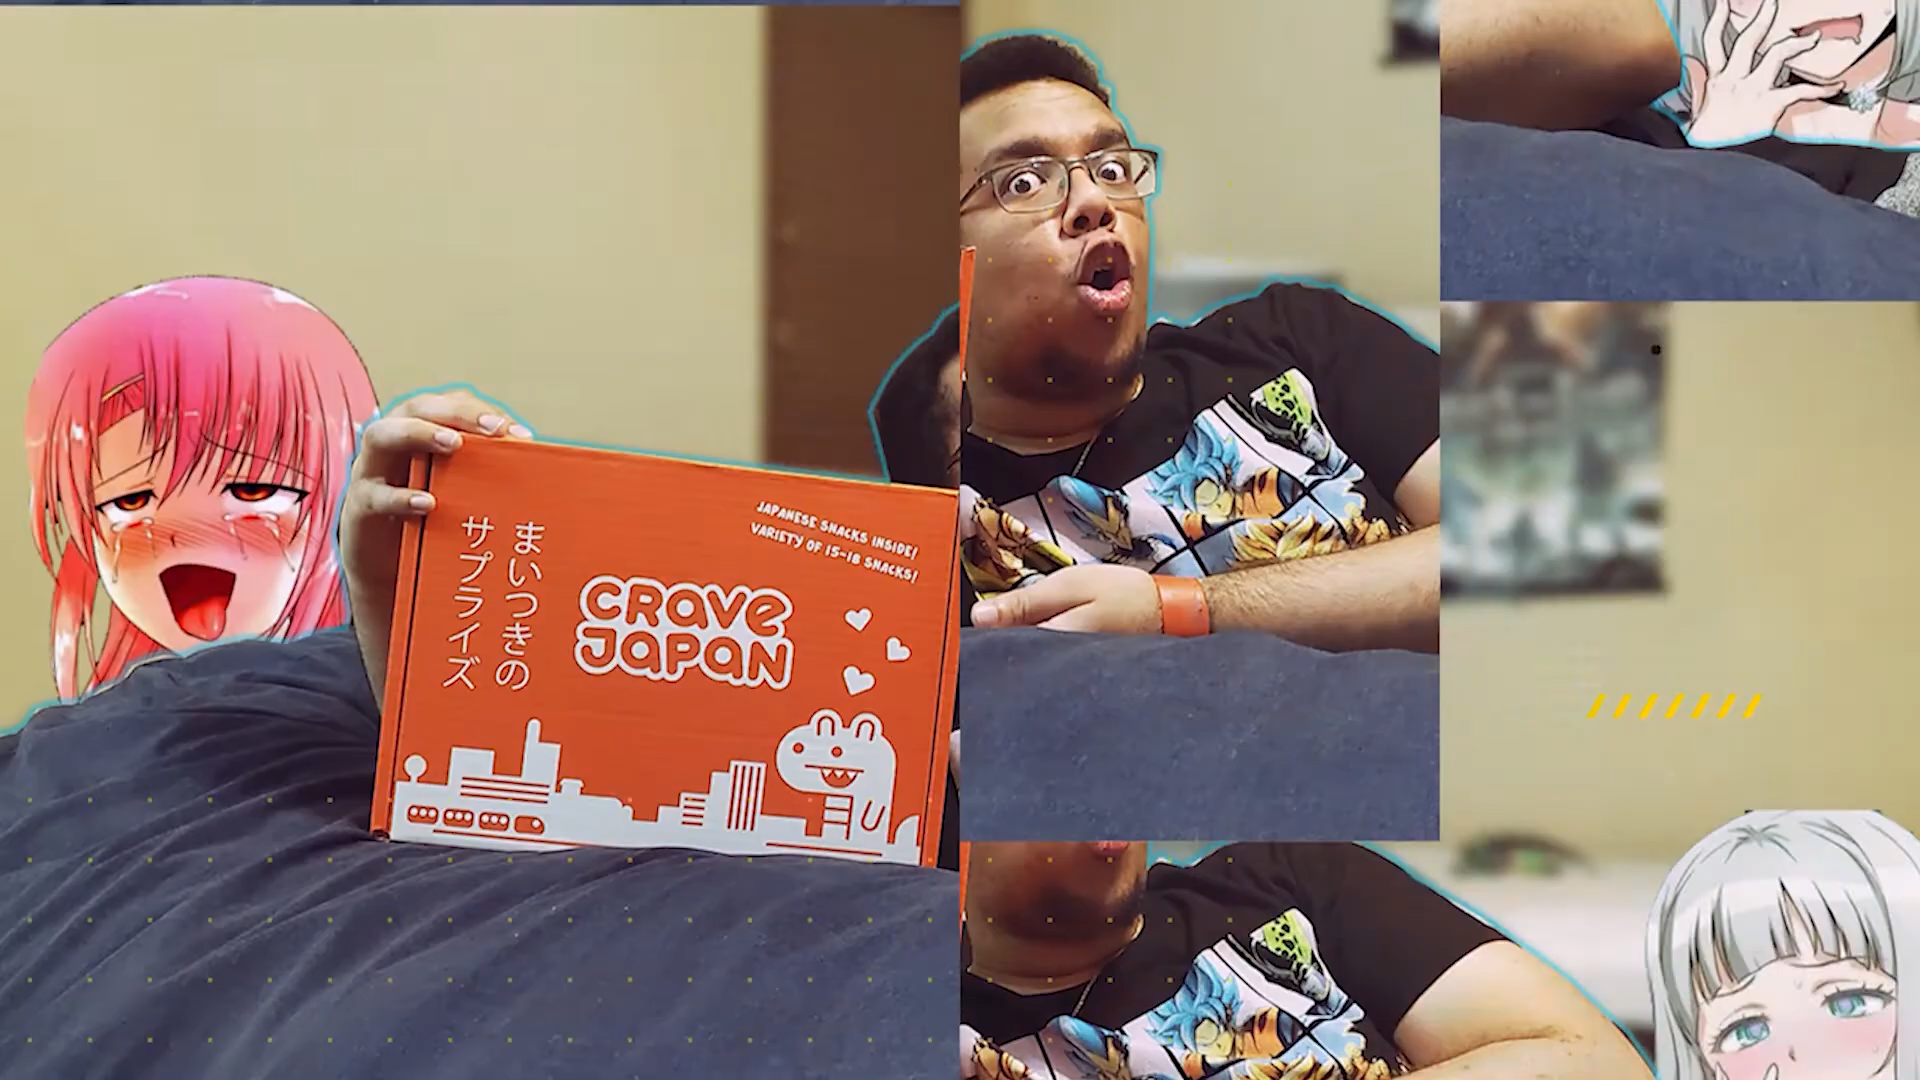 まいつきの
サプライズ
JAPANESE SNACKS INSIDE!
VARIETY OF 15-18 SNACKS!
CRAVE
JAPAN